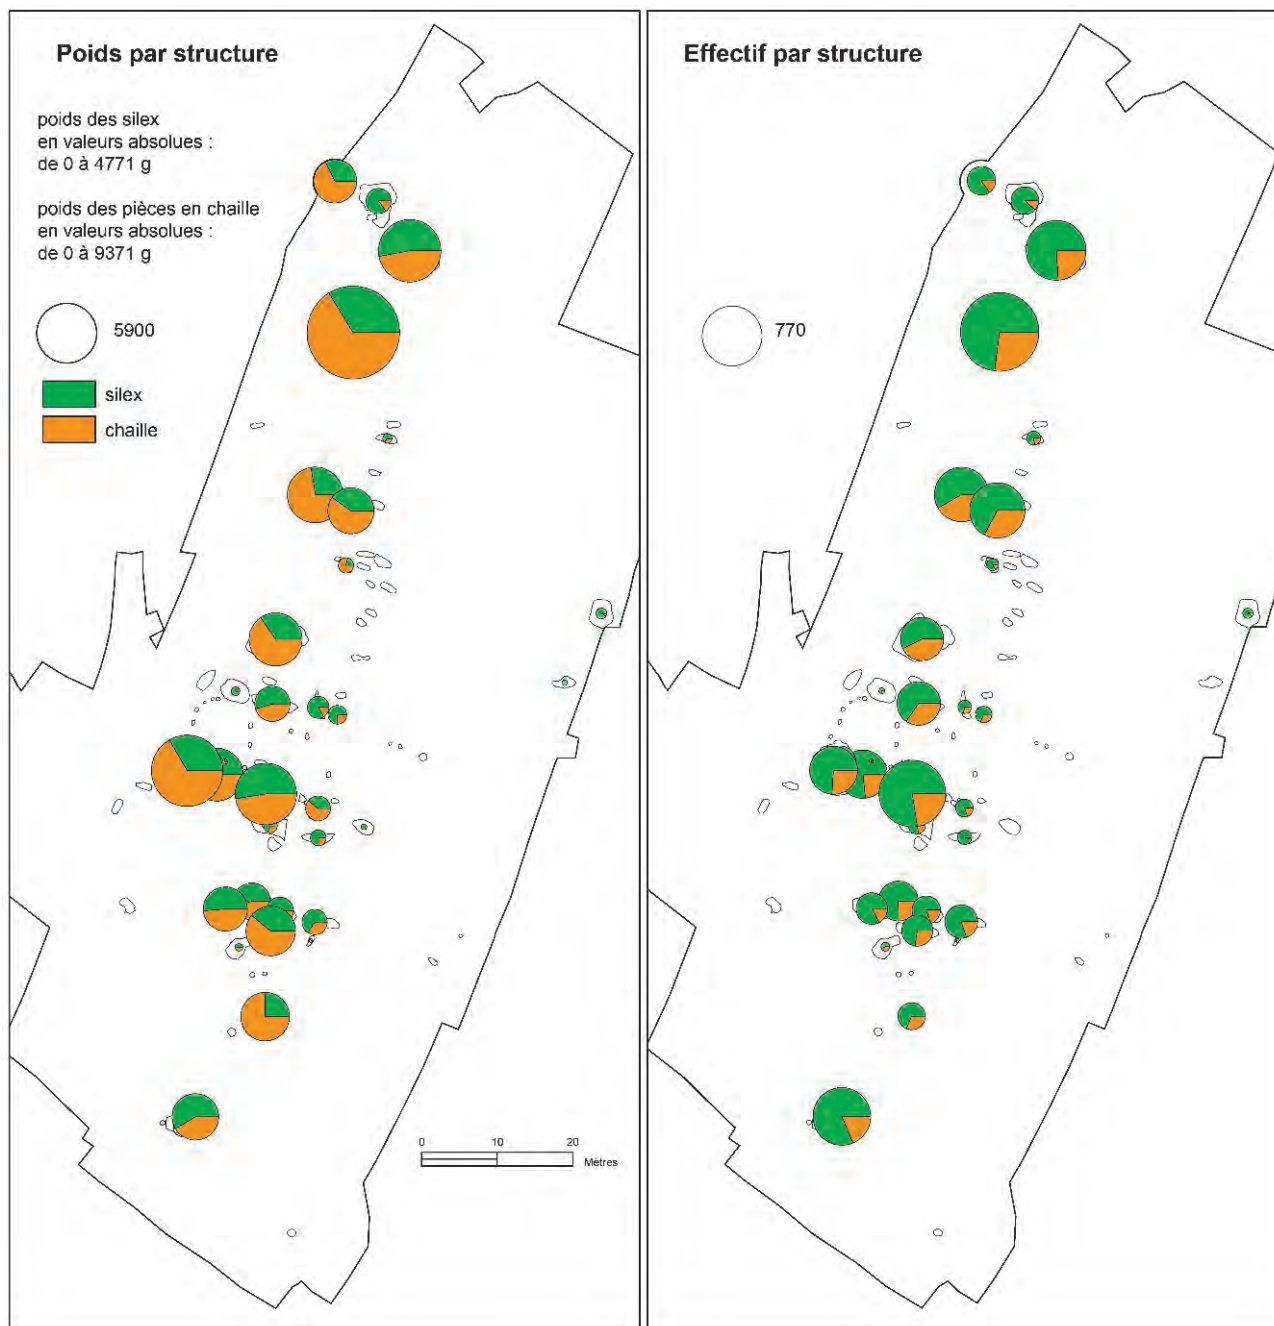 Poids par structure
poids des silex
en valeurs absolues :
de 0 à 4771 g
poids des pièces en chaille
en valeurs absolues :
de 0 à 9371 g
5900
silex
chaille
0 10 20
Mètres
Effectif par structure
770